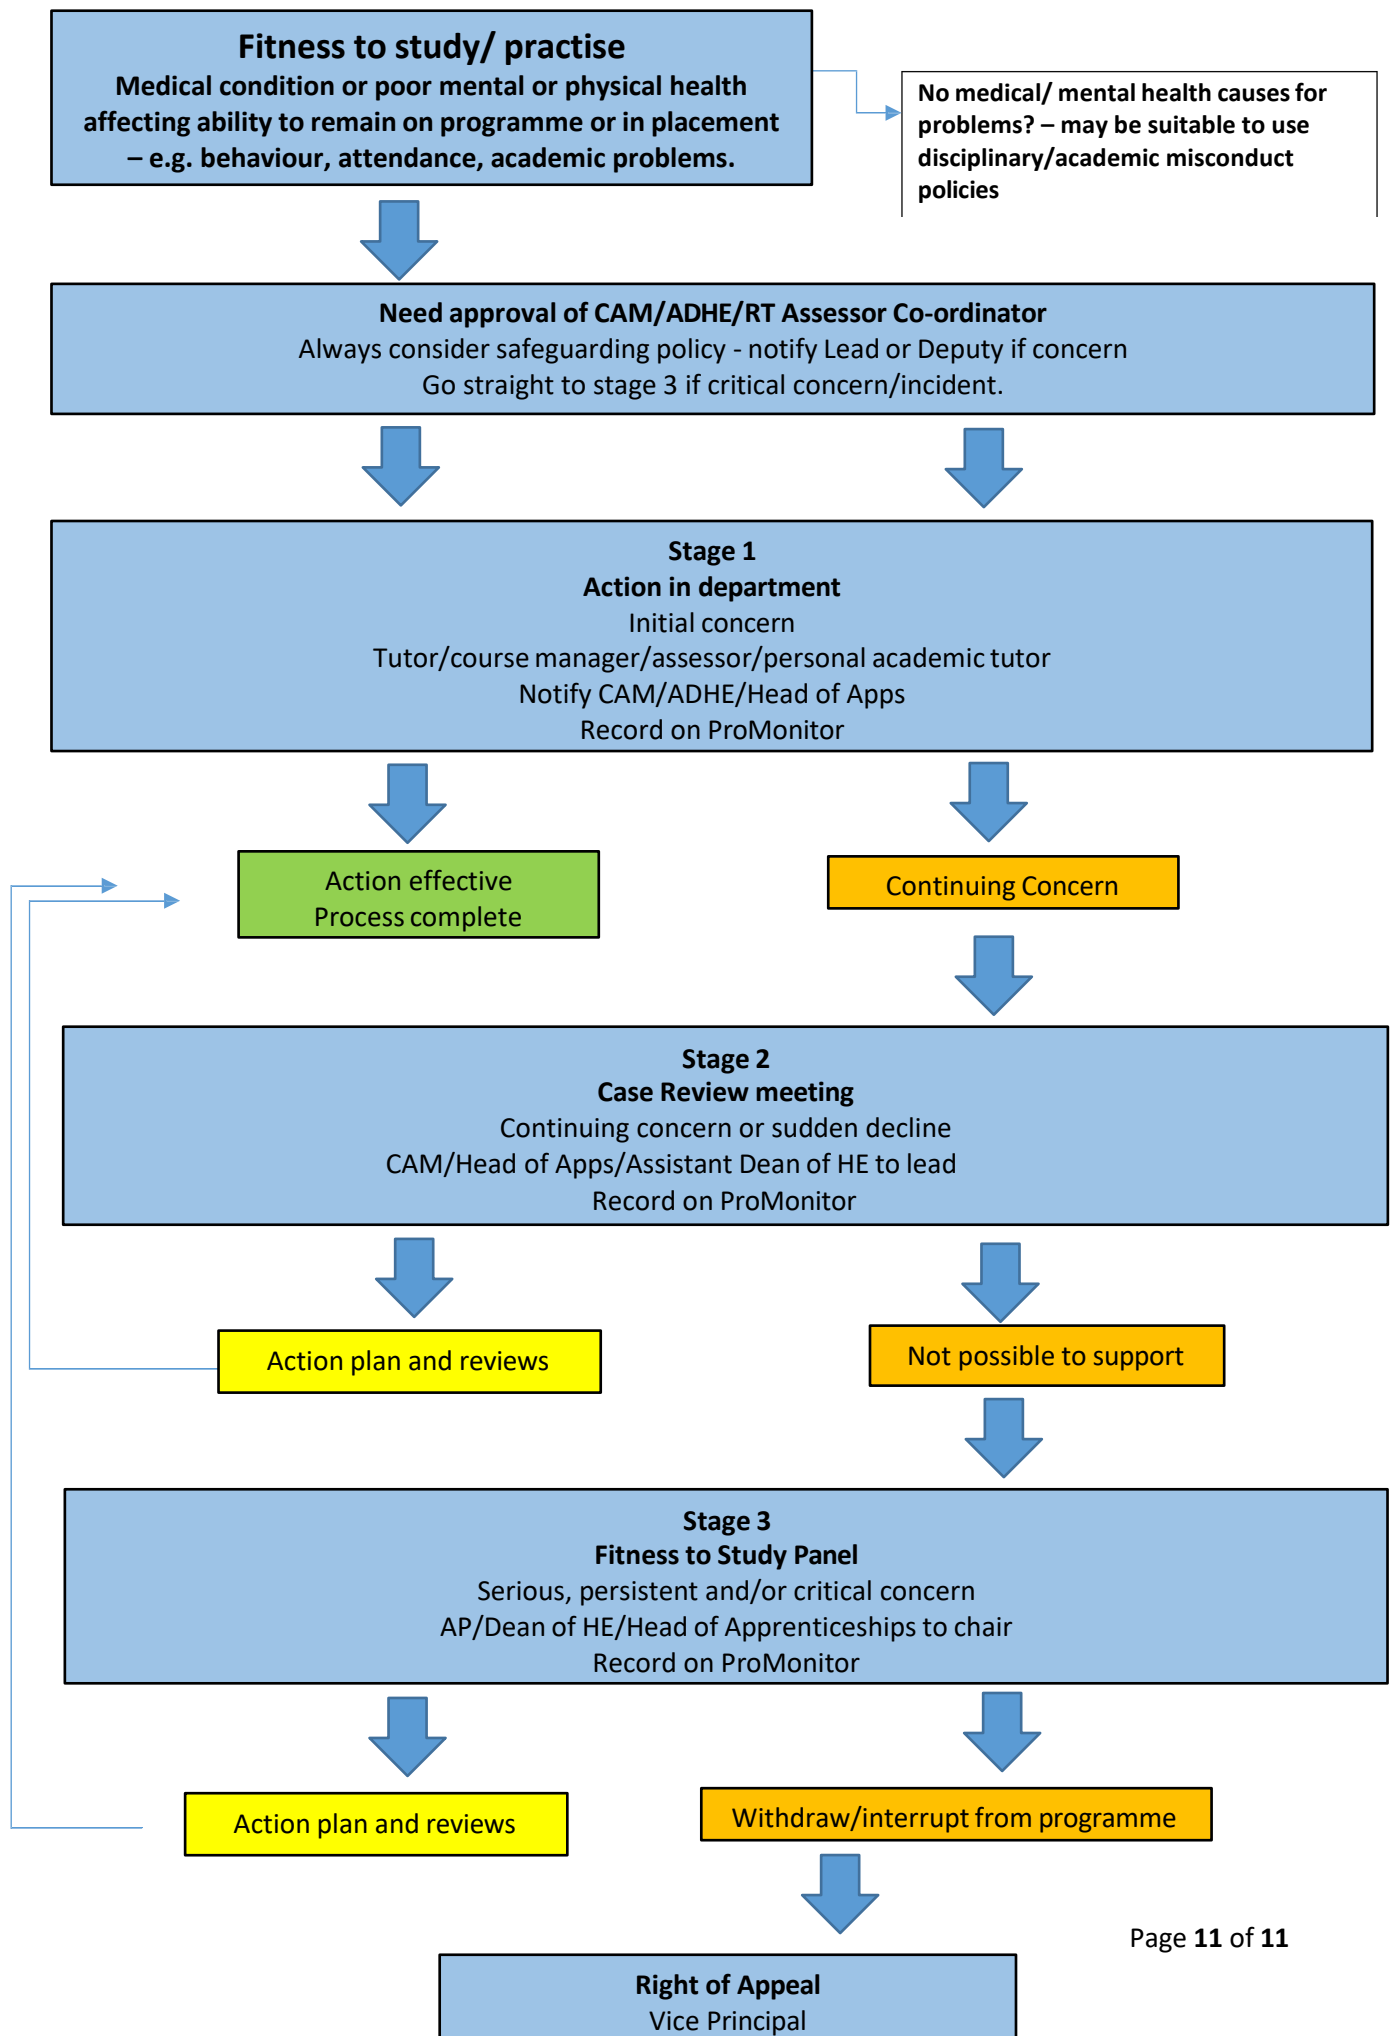 Fitness to study/ practise
Medical condition or poor mental or physical health
affecting ability to remain on programme or in placement
– e.g. behaviour, attendance, academic problems.
No medical/ mental health causes for
problems? – may be suitable to use
disciplinary/academic misconduct
policies
Need approval of CAM/ADHE/RT Assessor Co-ordinator
Always consider safeguarding policy - notify Lead or Deputy if concern
Go straight to stage 3 if critical concern/incident.
Stage 1
Action in department
Initial concern
Tutor/course manager/assessor/personal academic tutor
Notify CAM/ADHE/Head of Apps
Record on ProMonitor
Action effective
Process complete
Continuing Concern
Stage 2
Case Review meeting
Continuing concern or sudden decline
CAM/Head of Apps/Assistant Dean of HE to lead
Record on ProMonitor
Action plan and reviews
Not possible to support
Stage 3
Fitness to Study Panel
Serious, persistent and/or critical concern
AP/Dean of HE/Head of Apprenticeships to chair
Record on ProMonitor
Action plan and reviews
Withdraw/interrupt from programme
Page 11 of 11
Right of Appeal
Vice Principal